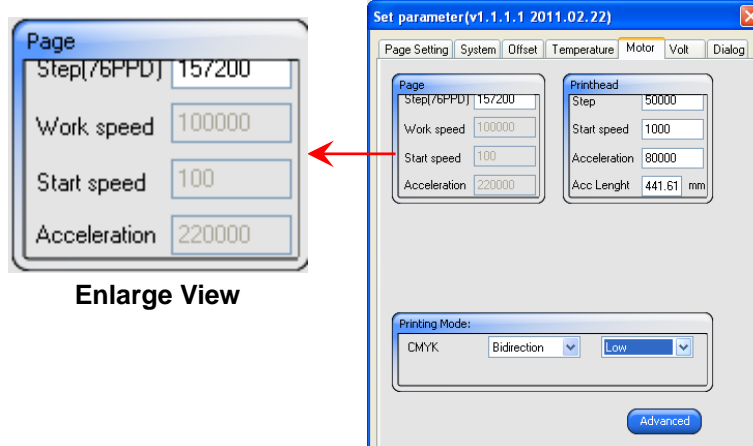 Page
Step(76PPD) 157200
Work speed 100000
Start speed 100
Acceleration 220000
Enlarge View
Set parameter(v1.1.1.1 2011.02.22)
Page Setting System Offset Temperature Motor Volt Dialog
Page
Step(76PPD) 157200
Work speed 100000
Start speed 100
Acceleration 220000
Printhead
Step 50000
Start speed 1000
Acceleration 80000
Acc Lenght 441.61 mm
Printing Mode:
CMYK Bidirection Low
Advanced